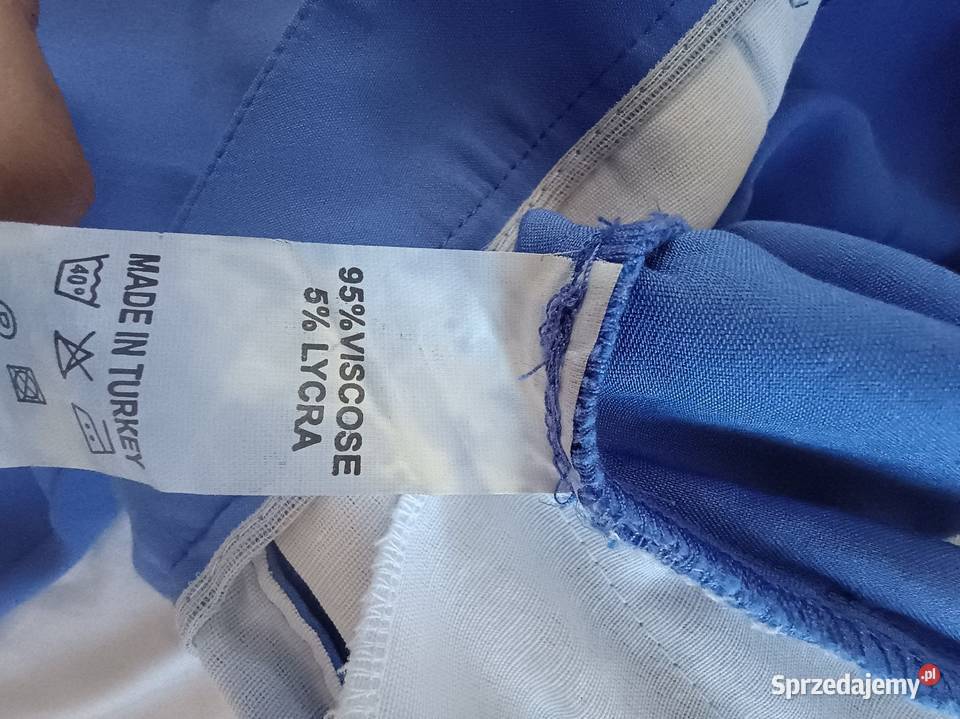 95% VISCOSE
5% LYCRA
MADE IN TURKEY
40°
P
Sprzedajemy.pl